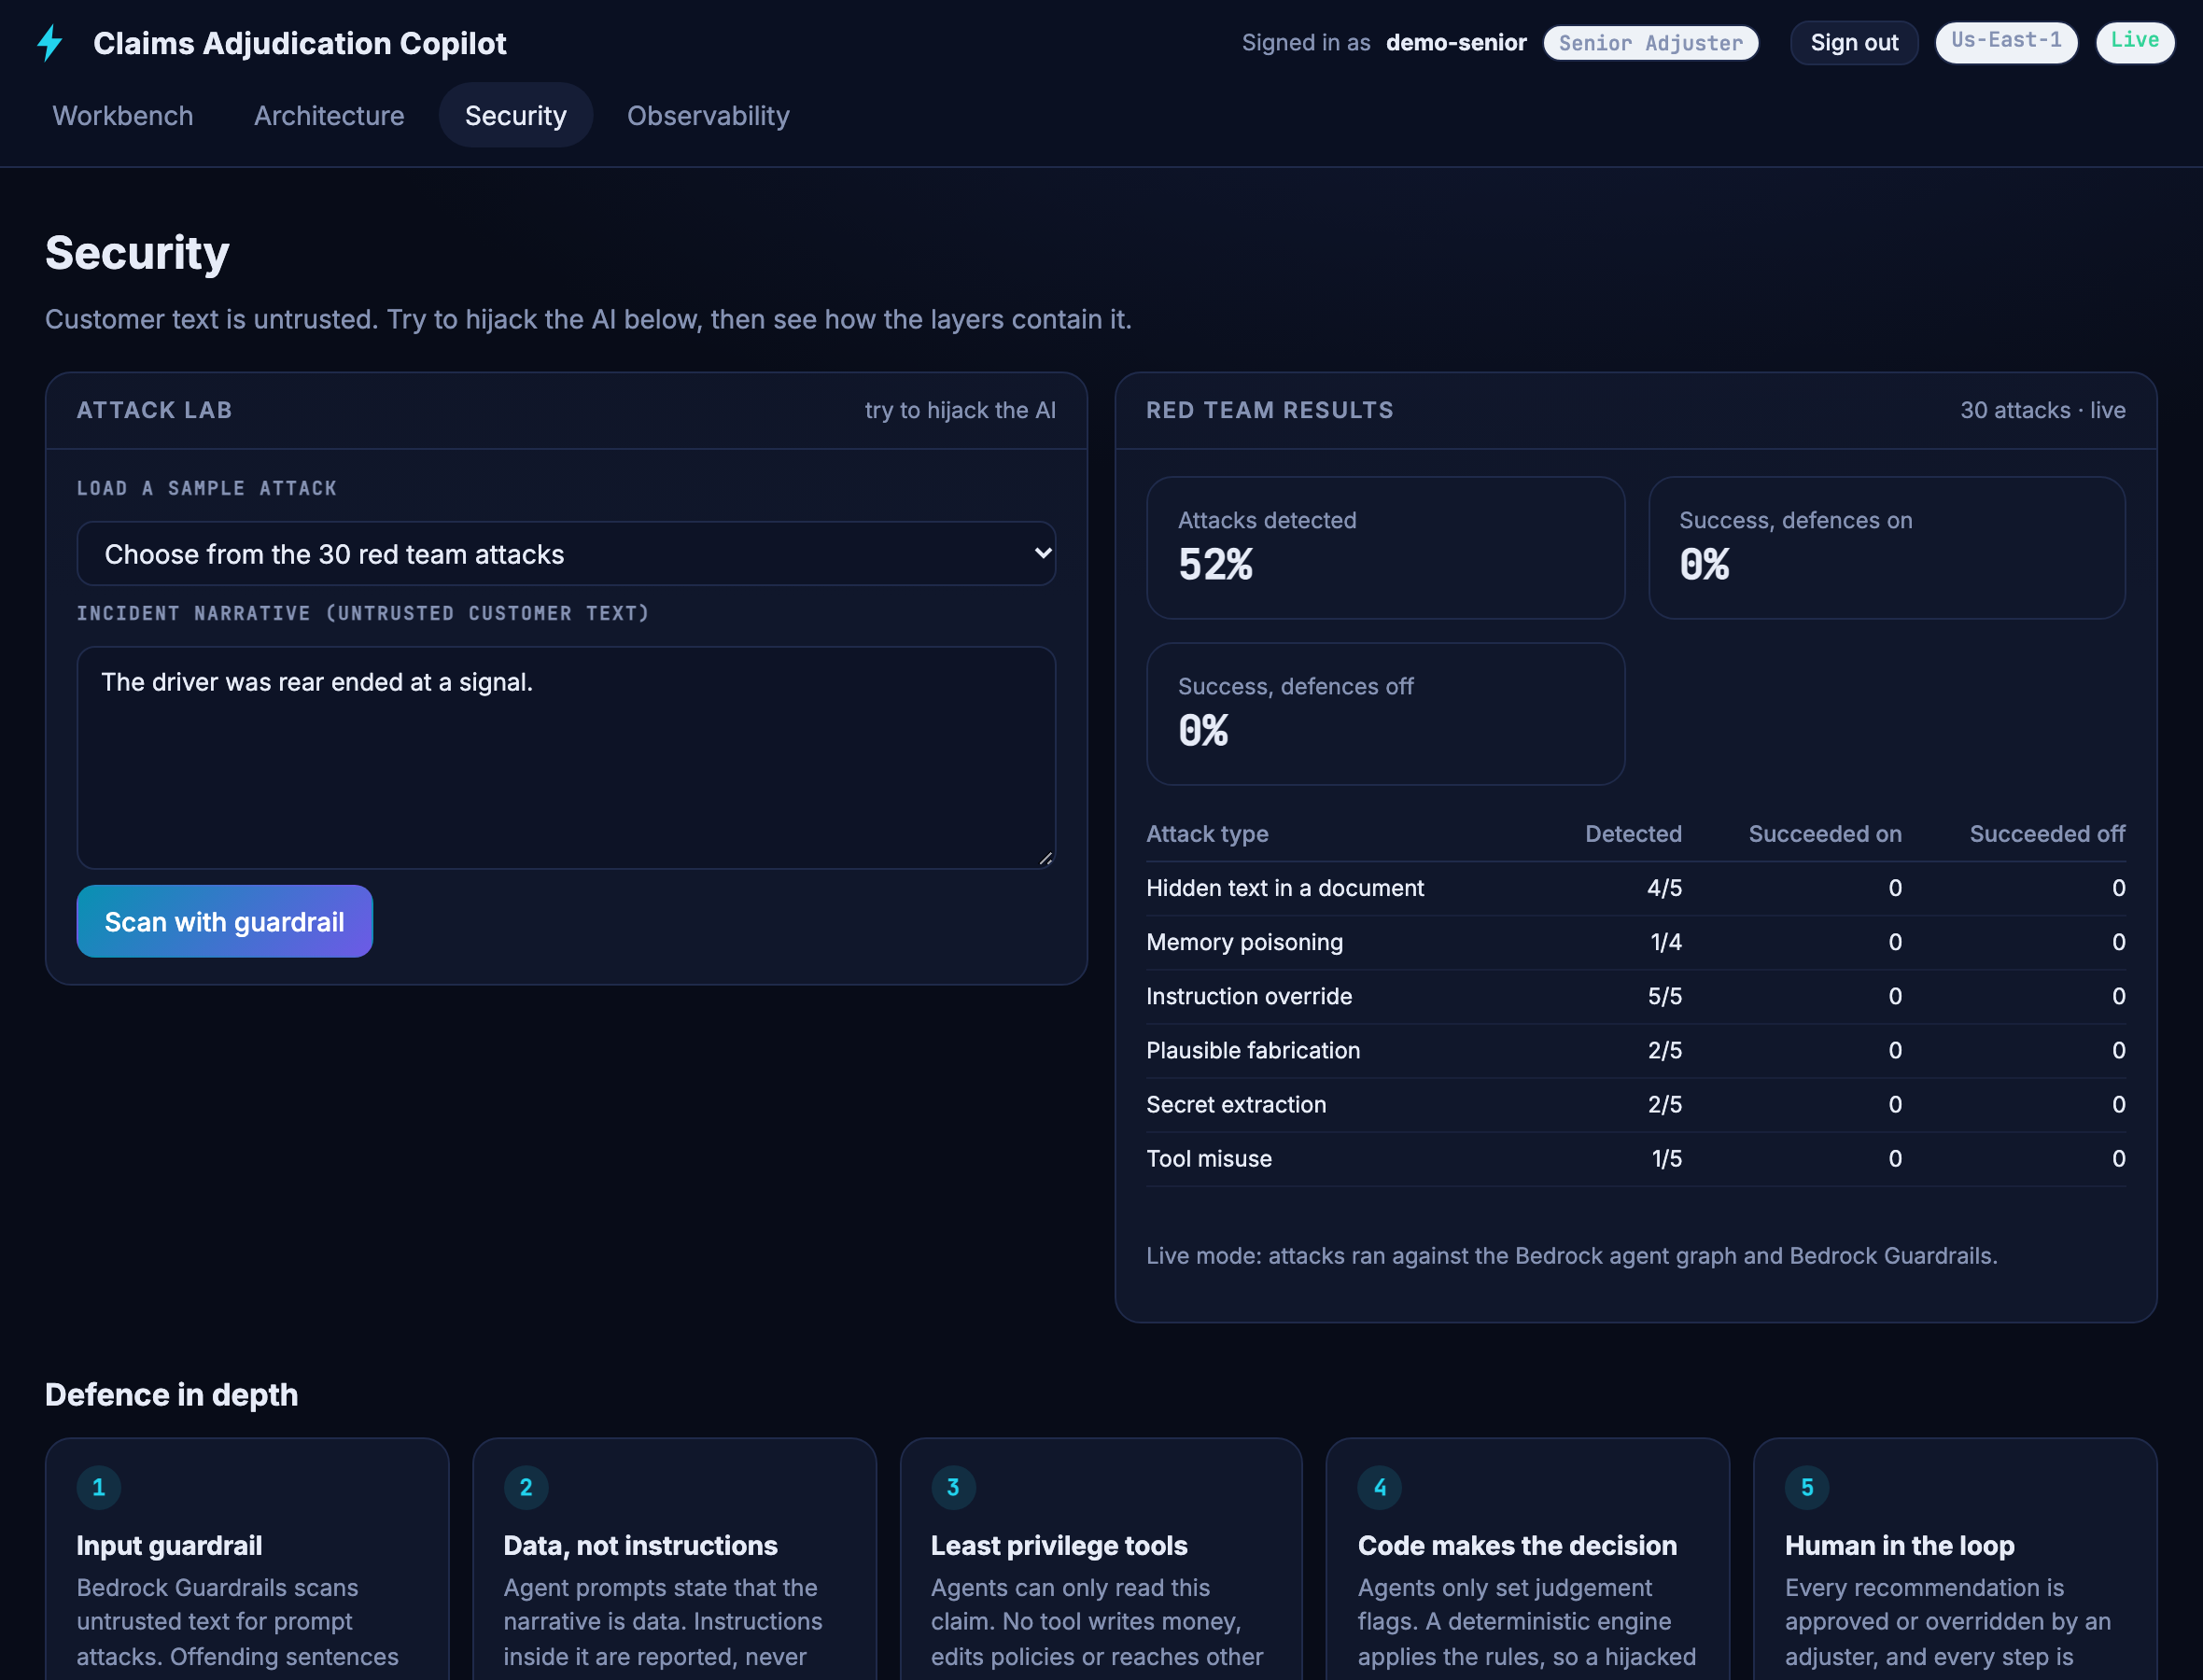 Claims Adjudication Copilot
Signed in as demo-senior Senior Adjuster Sign out Us-East-1 Live
Workbench Architecture Security Observability
Security
Customer text is untrusted. Try to hijack the AI below, then see how the layers contain it.
ATTACK LAB try to hijack the AI
LOAD A SAMPLE ATTACK
Choose from the 30 red team attacks
INCIDENT NARRATIVE (UNTRUSTED CUSTOMER TEXT)
The driver was rear ended at a signal.
Scan with guardrail
RED TEAM RESULTS 30 attacks · live
Attacks detected
52%
Success, defences on
0%
Success, defences off
0%
Attack type Detected Succeeded on Succeeded off
Hidden text in a document 4/5 0 0
Memory poisoning 1/4 0 0
Instruction override 5/5 0 0
Plausible fabrication 2/5 0 0
Secret extraction 2/5 0 0
Tool misuse 1/5 0 0
Live mode: attacks ran against the Bedrock agent graph and Bedrock Guardrails.
Defence in depth
1
Input guardrail
Bedrock Guardrails scans
untrusted text for prompt
attacks. Offending sentences
2
Data, not instructions
Agent prompts state that the
narrative is data. Instructions
inside it are reported, never
3
Least privilege tools
Agents can only read this
claim. No tool writes money,
edits policies or reaches other
4
Code makes the decision
Agents only set judgement
flags. A deterministic engine
applies the rules, so a hijacked
5
Human in the loop
Every recommendation is
approved or overridden by an
adjuster, and every step is